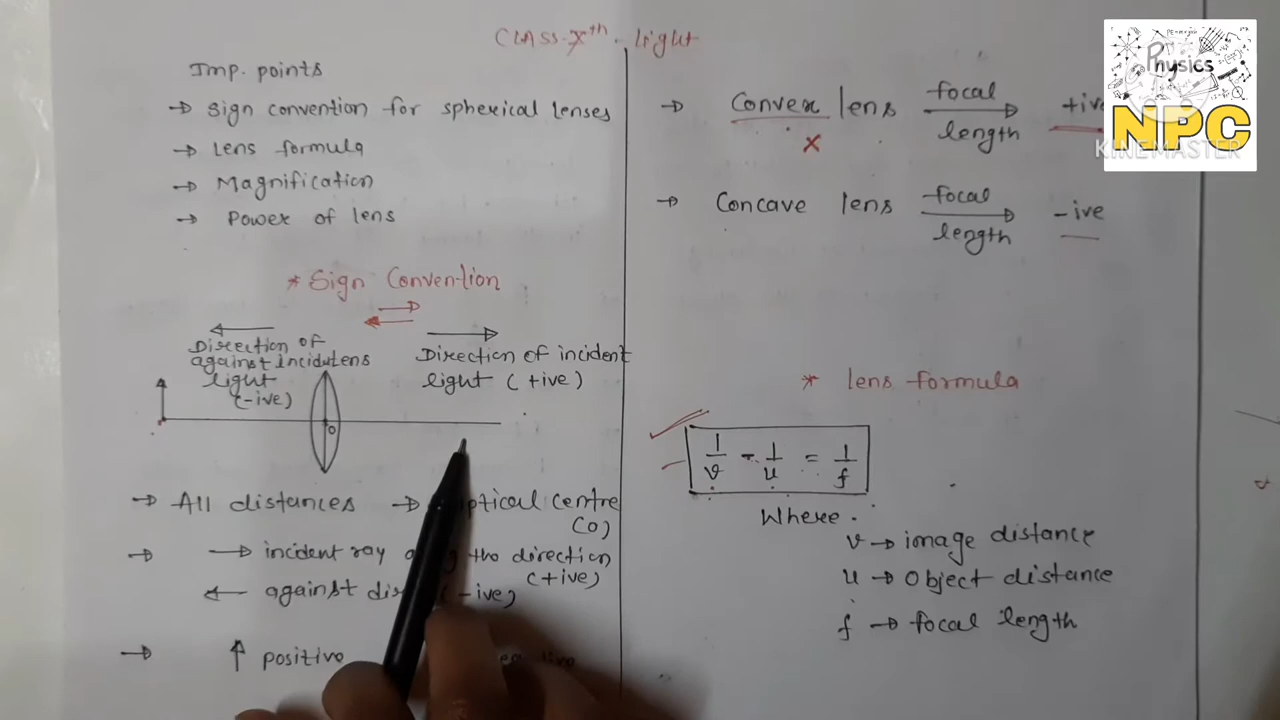 CLASS-Xth. Light
Imp. points
→ Sign convention for spherical lenses
→ Lens formula
→ Magnification
→ Power of lens
* Sign Convention
Direction of
against incident
light
(-ive)
Lens
Direction of incident
light (+ive)
O
→ All distances → optical centre
(O)
→ → incident ray along the direction
(+ive)
← against (-ive)
→ ↑ positive
→ Convex lens focal length → +ive
x
→ Concave lens focal length → -ive
* lens formula
1/v - 1/u = 1/f
Where.
v → image distance
u → object distance
f → focal length
Physics
NPC
KINEMASTER